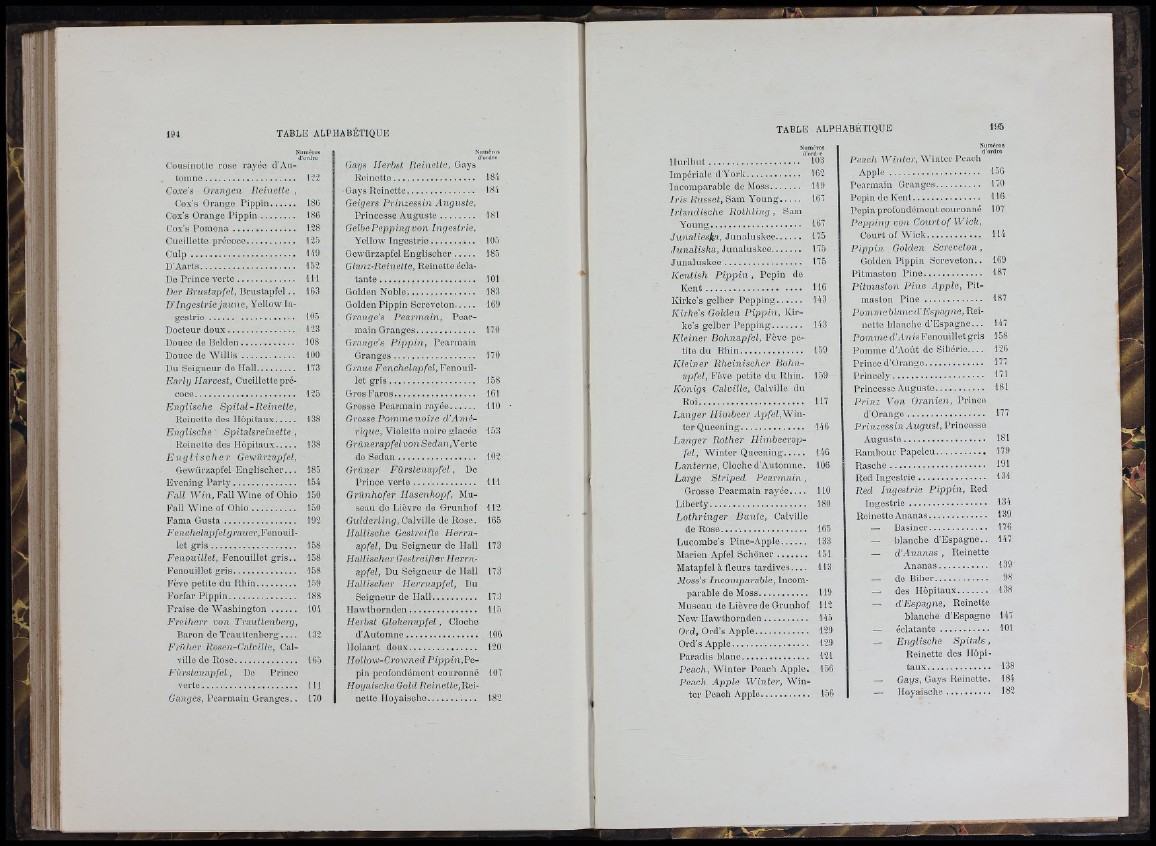 194 TABLE ALPHABÉTIQUE
Numéros
d'ordre
Cousinotte rose rayée d'Au-
tomne 122
Coxe's Orangen Reinette,
Cox's Orange Pippin 186
Cox's Orange Pippin 186
Cox's Pomena 128
Cueillette précoce 125
Culp 149
D'Aarts 152
De Prince verte 111
Der Brustapfel, Brustapfel 163
D'Ingestrie jaune, Yellow In-
gestrie 105
Docteur doux 123
Douce de Belden 108
Douce de Willis 100
Du Seigneur de Hall 173
Early Harvest, Cueillette pré-
coce 125
Englische Spital-Reinette,
Reinette des Hôpitaux 138
Englische Spitalsreinette,
Reinette des Hôpitaux 138
Englischer Gewürzapfel,
Gewürzapfel Englischer 185
Evening Party 154
Fall Win, Fall Wine of Ohio 150
Fall Wine of Ohio 150
Fama Gusta 192
Fenchelapfel grauer, Fenouil-
let gris 158
Fenouillet, Fenouillet gris 158
Fenouillet gris 158
Fève petite du Rhin 159
Forfar Pippin 188
Fraise de Washington 104
Freiherr von Trauttenberg,
Baron de Trauttenberg 132
Früher Rosen-Calville, Cal-
ville de Rose 165
Fürstenapfel, De Prince
verte 111
Ganges, Pearmain Granges 170
Numéros
d'ordre
Gays Herbst Reinette, Gays
Reinette 184
Gays Reinette 184
Geigers Prinzessin Auguste,
Princesse Auguste 181
Gelbe Pepping von Ingestrie,
Yellow Ingestrie 105
Gewürzapfel Englischer 185
Glanz-Reinette, Reinette écla-
tante 101
Golden Noble 183
Golden Pippin Screveton 169
Grange's Pearmain, Pear-
main Granges 170
Grange's Pippin, Pearmain
Granges 170
Graue Fenchelapfel, Fenouil-
let gris 158
Gros Faros 161
Grosse Pearmain rayée 110
Grosse Pomme noire d'Amé-
rique, Violette noire glacée 153
Grünerapfel von Sedan, Verte
de Sedan 102
Grüner Fürstenapfel, De
Prince verte 111
Grünhofer Hasenkopf, Mu-
seau de Lièvre de Grunhof 112
Gulderling, Calville de Rose 165
Hallische Gestreifte Herrn-
apfel, Du Seigneur de Hall 173
Hallischer Gestreifter Herrn-
apfel, Du Seigneur de Hall 173
Hallischer Herrnapfel, Du
Seigneur de Hall 173
Hawthornden 115
Herbst Glokenapfel, Cloche
d'Automne 106
Holaart doux 120
Hollow-Crowned Pippin, Pe-
pin profondément couronné 107
Hoyaische Gold Reinette, Rei-
nette Hoyaische 182
TABLE ALPHABÉTIQUE 195
Numéros
d'ordre
Hurlbut 103
Impériale d'York 162
Incomparable de Moss 119
Iris Russet, Sam Young 167
Irlandische Rothling, Sam
Young 167
Junalieska, Junaluskee 175
Junaliska, Junaluskee 175
Junaluskee 175
Kentish Pippin, Pepin de
Kent 116
Kirke's gelber Pepping 143
Kirke's Golden Pippin, Kir-
ke's gelber Pepping 143
Kleiner Bohnapfel, Fève pe-
tite du Rhin 159
Kleiner Rheinischer Bohn-
apfel, Fève petite du Rhin 159
Königs Calville, Calville du
Roi 117
Langer Himbeer Apfel, Win-
ter Queening 146
Langer Rother Himbeerap-
fel, Winter Queening 146
Lanterne, Cloche d'Automne 106
Large Striped Pearmain,
Grosse Pearmain rayée 110
Liberty 180
Lothringer Bunte, Calville
de Rose 165
Lucombe's Pine-Apple 133
Marien Apfel Schöner 151
Matapfel à fleurs tardives 113
Moss's Incomparable, Incom-
parable de Moss 119
Museau de Lièvre de Grunhof 112
New Hawthornden 145
Ord, Ord's Apple 129
Ord's Apple 129
Paradis blanc 121
Peach, Winter Peach Apple 156
Peach Apple Winter, Win-
ter Peach Apple 156
Numéros
d'ordre
Peach Winter, Winter Peach
Apple 156
Pearmain Granges 170
Pepin de Kent 116
Pepin profondément couronné 107
Pepping von Court of Wick,
Court of Wick 114
Pippin Golden Screveton,
Golden Pippin Screveton 169
Pitmaston Pine 187
Pitmaston Pine Apple, Pit-
maston Pine 187
Pomme blanc d'Espagne, Rei-
nette blanche d'Espagne 147
Pomme d'Anis Fenouillet gris 158
Pomme d'Août de Sibérie 126
Prince d'Orange 177
Princely 171
Princesse Auguste 181
Prinz Von Oranien, Prince
d'Orange 177
Prinzessin August, Princesse
Auguste 181
Rambour Papeleu 179
Rasche 191
Red Ingestrie 134
Red Ingestrie Pippin, Red
Ingestrie 134
Reinette Ananas 139
— Basiner 176
— blanche d'Espagne 147
— d'Ananas, Reinette
Ananas 139
— de Biber 98
— des Hôpitaux 138
— d'Espagne, Reinette
blanche d'Espagne 147
— éclatante 101
— Englische Spitals,
Reinette des Hôpi-
taux 138
— Gays, Gays Reinette 184
— Hoyaische 182